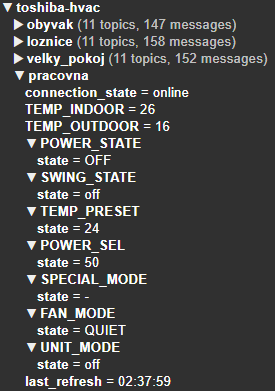 ▼ toshiba-hvac
▶ obyvak (11 topics, 147 messages)
▶ loznice (11 topics, 158 messages)
▶ velky_pokoj (11 topics, 152 messages)
▼ pracovna
connection_state = online
TEMP_INDOOR = 26
TEMP_OUTDOOR = 16
▼ POWER_STATE
state = OFF
▼ SWING_STATE
state = off
▼ TEMP_PRESET
state = 24
▼ POWER_SEL
state = 50
▼ SPECIAL_MODE
state = -
▼ FAN_MODE
state = QUIET
▼ UNIT_MODE
state = off
last_refresh = 02:37:59